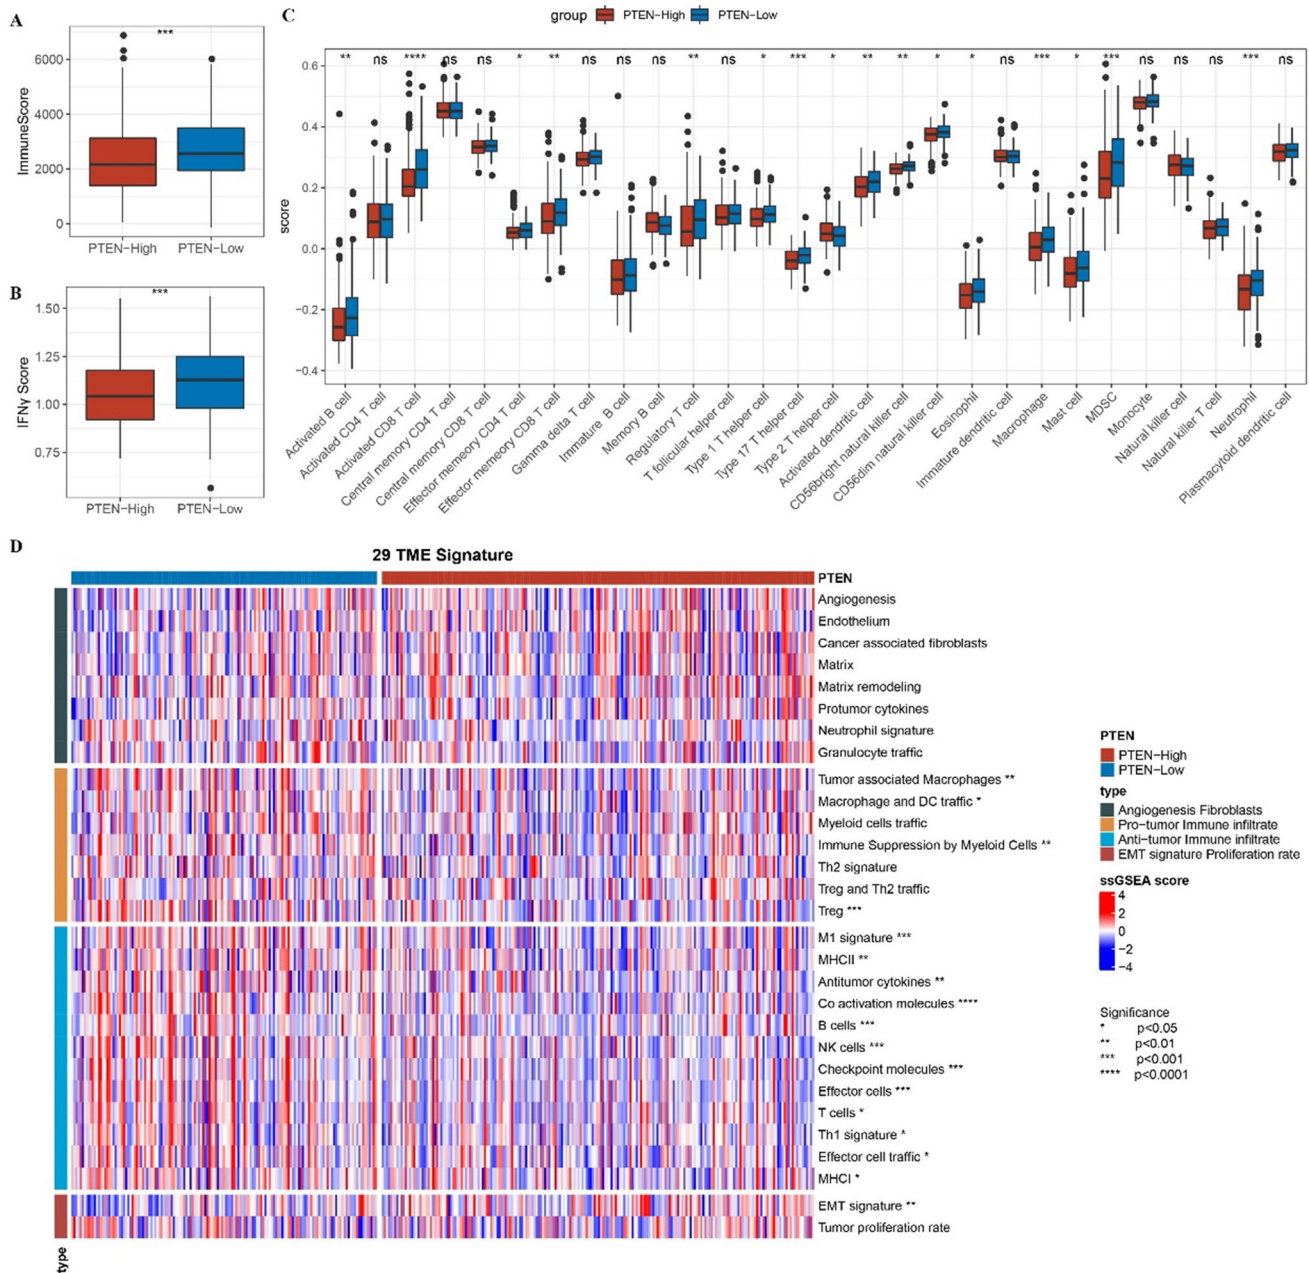 A
***
6000
4000
2000
0
ImmuneScore
PTEN-High
PTEN-Low
B
***
1.50
1.25
1.00
0.75
IFNγ Score
PTEN-High
PTEN-Low
C
group PTEN-High PTEN-Low
** ns **** ns ns * ** ns ns ns ** ns * *** * ** ** * * ns *** * *** ns ns ns *** ns
0.6
0.4
0.2
0.0
-0.2
-0.4
score
Activated B cell
Activated CD4 T cell
Activated CD8 T cell
Central memory CD4 T cell
Central memory CD8 T cell
Effector memeory CD4 T cell
Effector memeory CD8 T cell
Gamma delta T cell
Immature B cell
Memory B cell
Regulatory T cell
T follicular helper cell
Type 1 T helper cell
Type 17 T helper cell
Type 2 T helper cell
Activated dendritic cell
CD56bright natural killer cell
CD56dim natural killer cell
Eosinophil
Immature dendritic cell
Macrophage
Mast cell
MDSC
Monocyte
Natural killer cell
Natural killer T cell
Neutrophil
Plasmacytoid dendritic cell
D
29 TME Signature
PTEN
Angiogenesis
Endothelium
Cancer associated fibroblasts
Matrix
Matrix remodeling
Protumor cytokines
Neutrophil signature
Granulocyte traffic
Tumor associated Macrophages **
Macrophage and DC traffic *
Myeloid cells traffic
Immune Suppression by Myeloid Cells **
Th2 signature
Treg and Th2 traffic
Treg ***
M1 signature ***
MHCII **
Antitumor cytokines **
Co activation molecules ****
B cells ***
NK cells ***
Checkpoint molecules ***
Effector cells ***
T cells *
Th1 signature *
Effector cell traffic *
MHCI *
EMT signature **
Tumor proliferation rate
type
PTEN
PTEN-High
PTEN-Low
type
Angiogenesis Fibroblasts
Pro-tumor Immune infiltrate
Anti-tumor Immune infiltrate
EMT signature Proliferation rate
ssGSEA score
4
2
0
-2
-4
Significance
* p<0.05
** p<0.01
*** p<0.001
**** p<0.0001